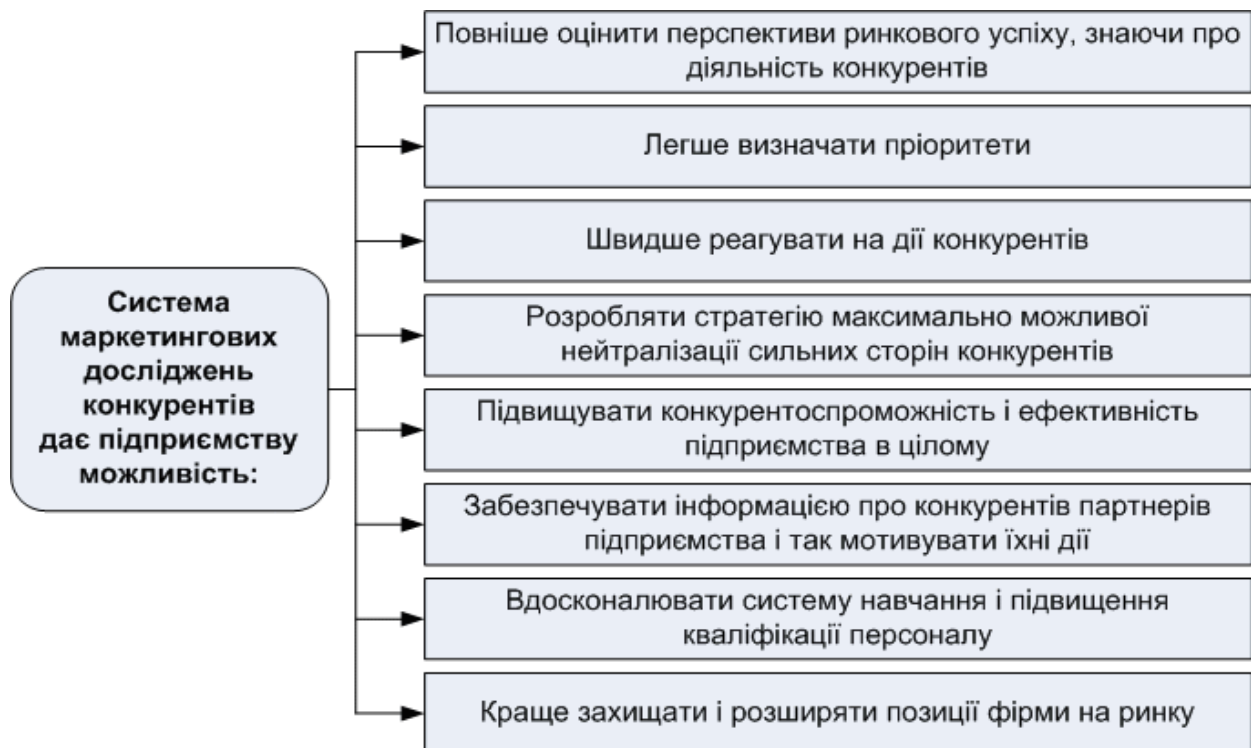 Повніше оцінити перспективи ринкового успіху, знаючи про
діяльність конкурентів
Легше визначати пріоритети
Швидше реагувати на дії конкурентів
Система
маркетингових
досліджень
конкурентів
дає підприємству
можливість:
Розробляти стратегію максимально можливої
нейтралізації сильних сторін конкурентів
Підвищувати конкурентоспроможність і ефективність
підприємства в цілому
Забезпечувати інформацією про конкурентів партнерів
підприємства і так мотивувати їхні дії
Вдосконалювати систему навчання і підвищення
кваліфікації персоналу
Краще захищати і розширяти позиції фірми на ринку